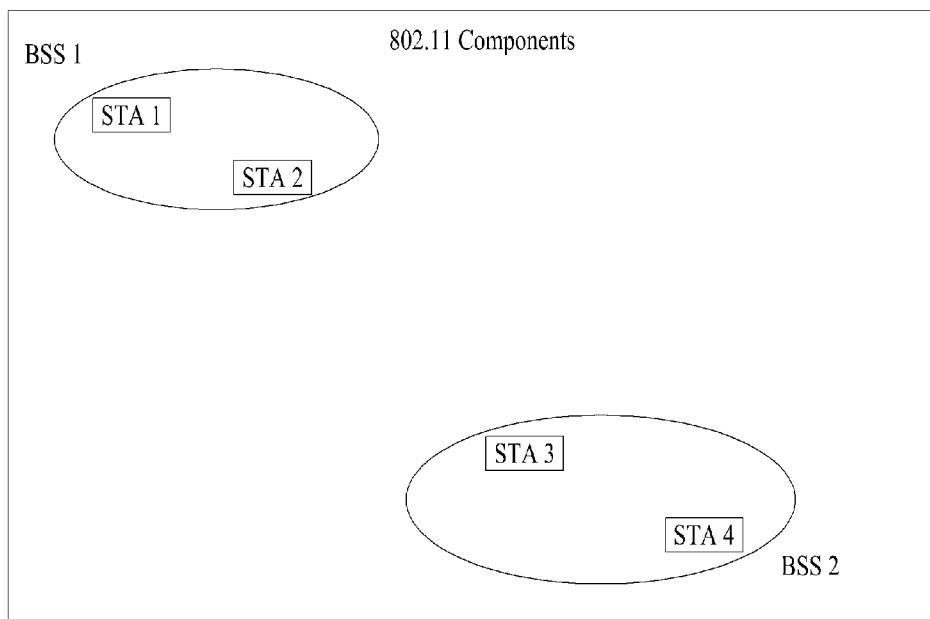 802.11 Components
BSS 1
STA 1
STA 2
STA 3
STA 4
BSS 2